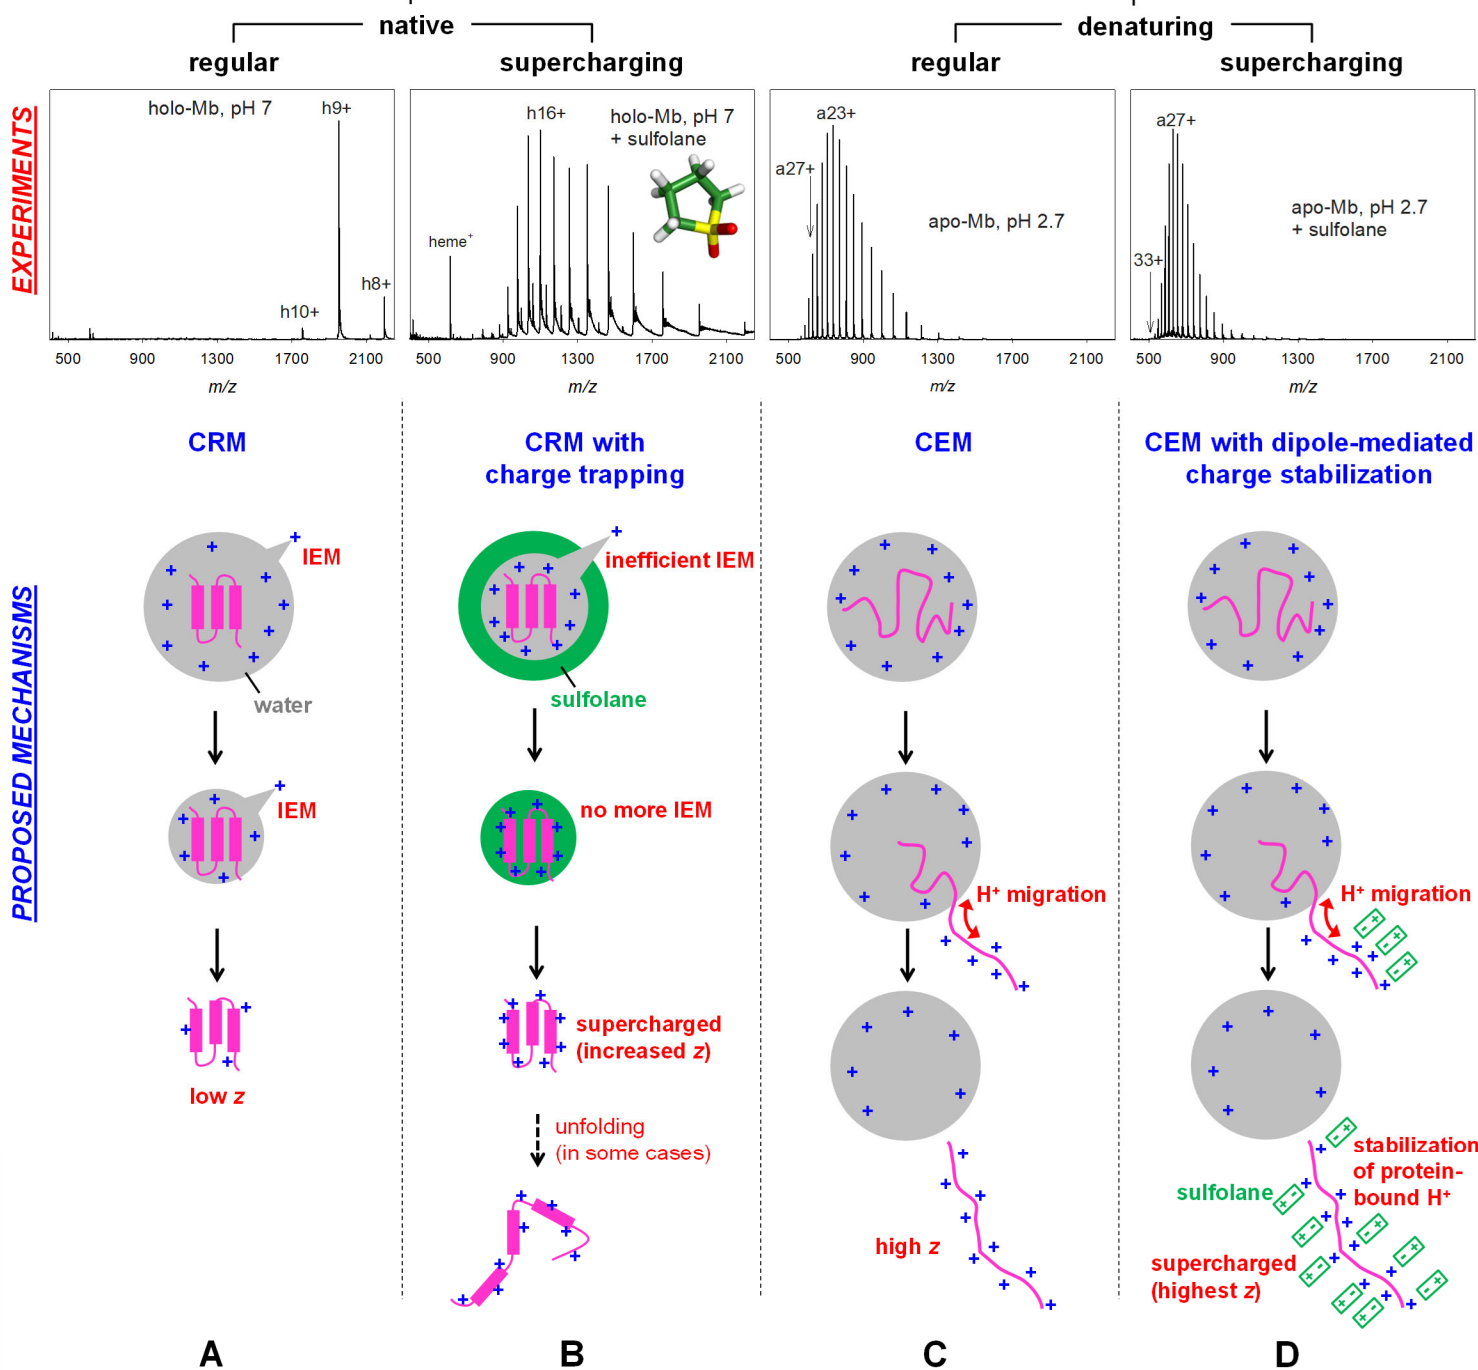 native
denaturing
regular
supercharging
regular
supercharging
EXPERIMENTS
holo-Mb, pH 7
h9+
h10+
h8+
500 900 1300 1700 2100
m/z
h16+
holo-Mb, pH 7
+ sulfolane
heme+
500 900 1300 1700 2100
m/z
a23+
a27+
apo-Mb, pH 2.7
500 900 1300 1700 2100
m/z
a27+
apo-Mb, pH 2.7
+ sulfolane
33+
500 900 1300 1700 2100
m/z
PROPOSED MECHANISMS
CRM
IEM
water
IEM
low z
A
CRM with
charge trapping
inefficient IEM
sulfolane
no more IEM
supercharged
(increased z)
unfolding
(in some cases)
B
CEM
H+ migration
high z
C
CEM with dipole-mediated
charge stabilization
H+ migration
stabilization
of protein-
bound H+
sulfolane
supercharged
(highest z)
D